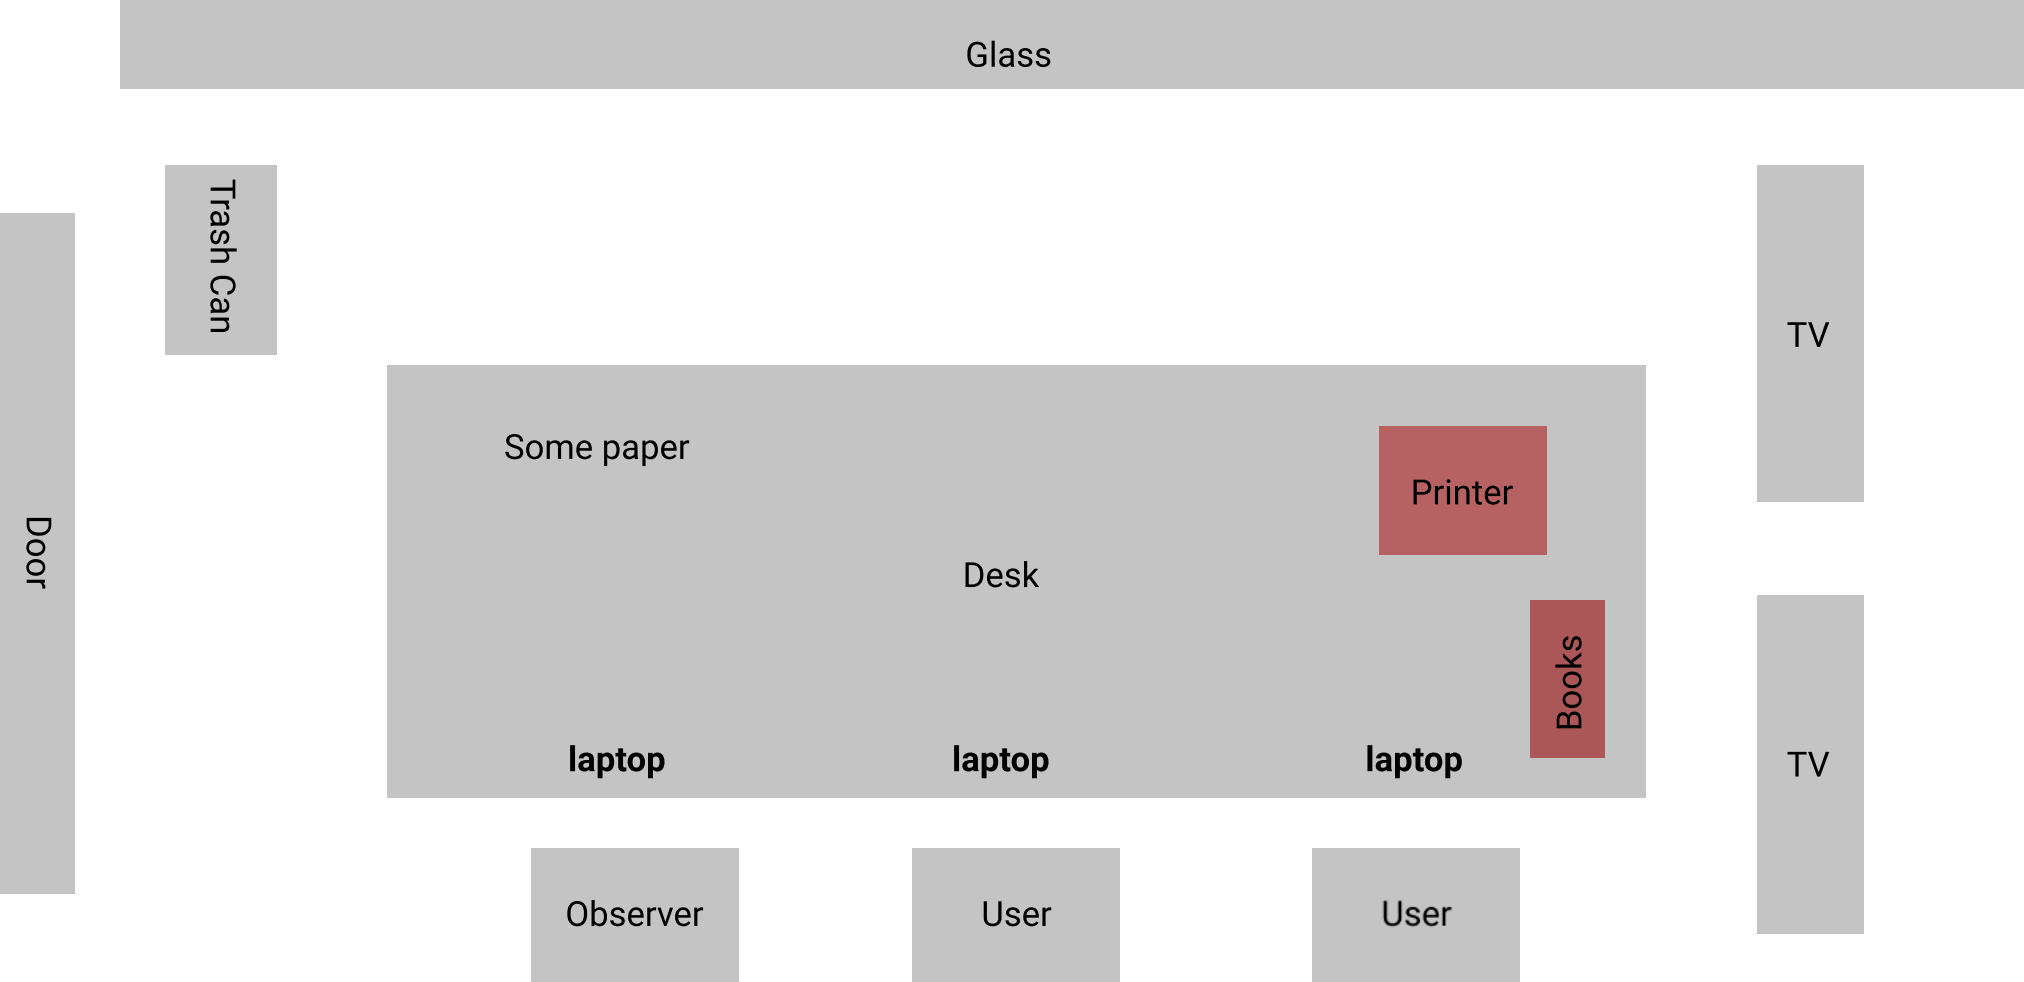 Glass
Trash Can
TV
Door
Some paper
Printer
Desk
Books
laptop
laptop
laptop
TV
Observer
User
User